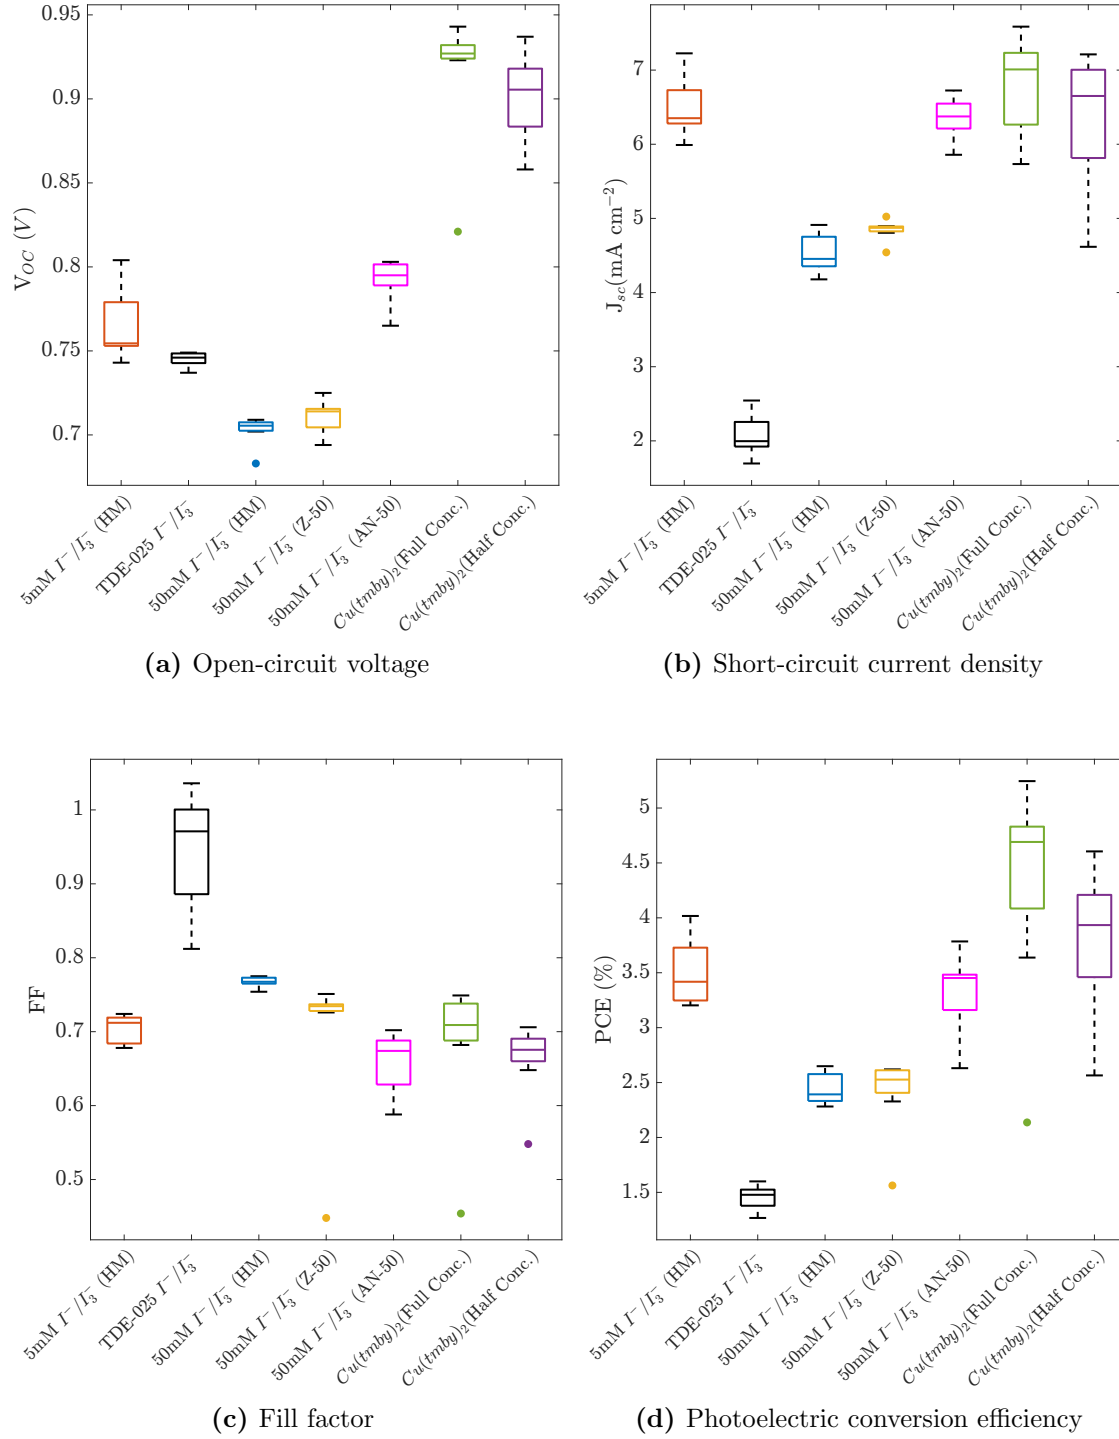 0.95
0.9
0.85
0.8
0.75
0.7
V_OC (V)
5mM I⁻/I₃⁻ (HM)
TDE-025 I⁻/I₃⁻
50mM I⁻/I₃⁻ (HM)
50mM I⁻/I₃⁻ (Z-50)
50mM I⁻/I₃⁻ (AN-50)
Cu(tmby)₂(Full Conc.)
Cu(tmby)₂(Half Conc.)
(a) Open-circuit voltage
7
6
5
4
3
2
J_sc(mA cm⁻²)
5mM I⁻/I₃⁻ (HM)
TDE-025 I⁻/I₃⁻
50mM I⁻/I₃⁻ (HM)
50mM I⁻/I₃⁻ (Z-50)
50mM I⁻/I₃⁻ (AN-50)
Cu(tmby)₂(Full Conc.)
Cu(tmby)₂(Half Conc.)
(b) Short-circuit current density
1
0.9
0.8
0.7
0.6
0.5
FF
5mM I⁻/I₃⁻ (HM)
TDE-025 I⁻/I₃⁻
50mM I⁻/I₃⁻ (HM)
50mM I⁻/I₃⁻ (Z-50)
50mM I⁻/I₃⁻ (AN-50)
Cu(tmby)₂(Full Conc.)
Cu(tmby)₂(Half Conc.)
(c) Fill factor
5
4.5
4
3.5
3
2.5
2
1.5
PCE (%)
5mM I⁻/I₃⁻ (HM)
TDE-025 I⁻/I₃⁻
50mM I⁻/I₃⁻ (HM)
50mM I⁻/I₃⁻ (Z-50)
50mM I⁻/I₃⁻ (AN-50)
Cu(tmby)₂(Full Conc.)
Cu(tmby)₂(Half Conc.)
(d) Photoelectric conversion efficiency